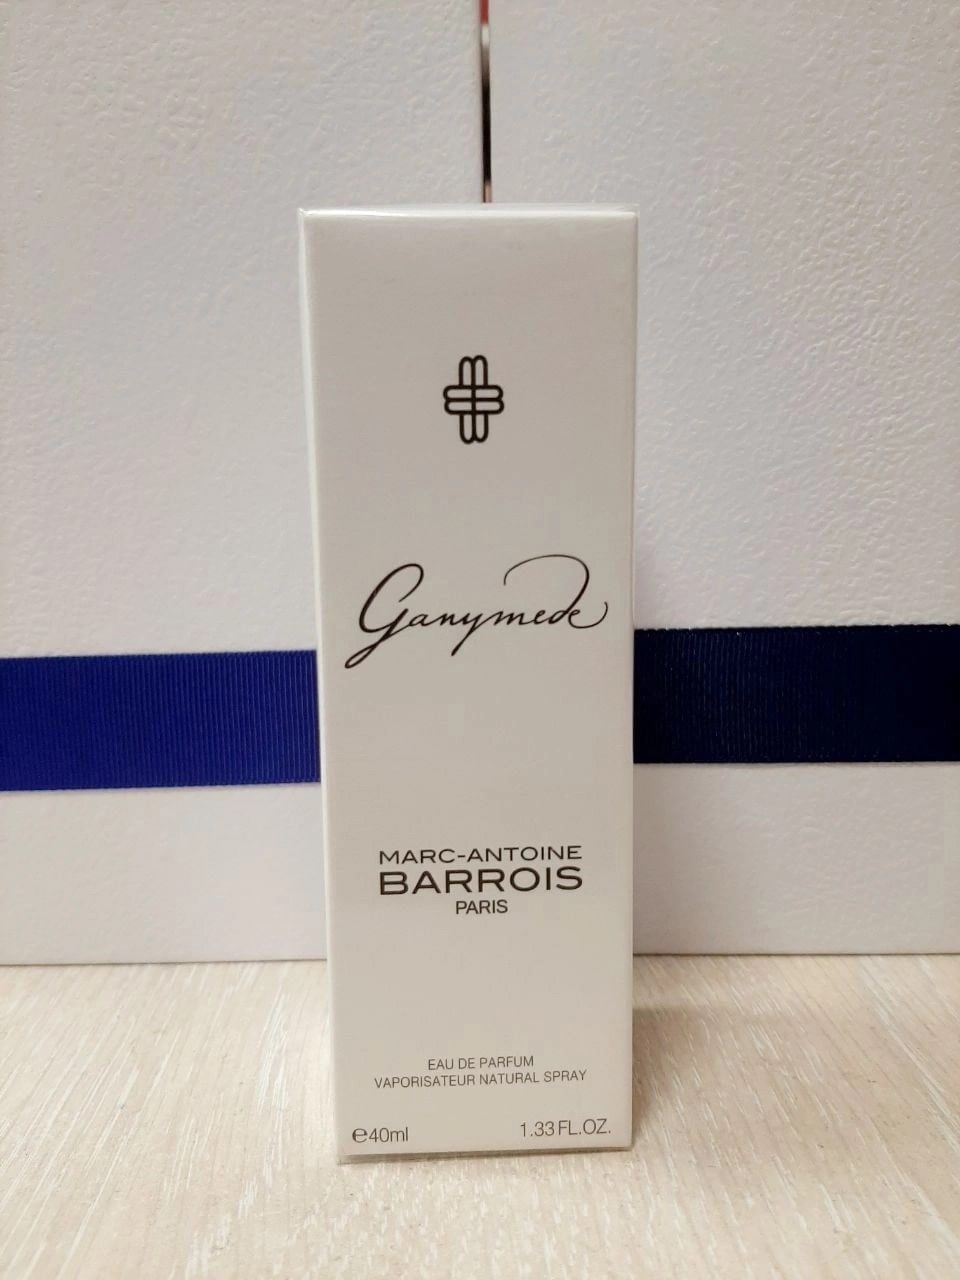 Ganymede
MARC-ANTOINE
BARROIS
PARIS
EAU DE PARFUM
VAPORISATEUR NATURAL SPRAY
℮40ml 1.33 FL.OZ.